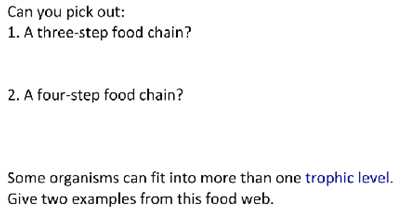 Can you pick out:
1. A three-step food chain?
2. A four-step food chain?
Some organisms can fit into more than one trophic level.
Give two examples from this food web.